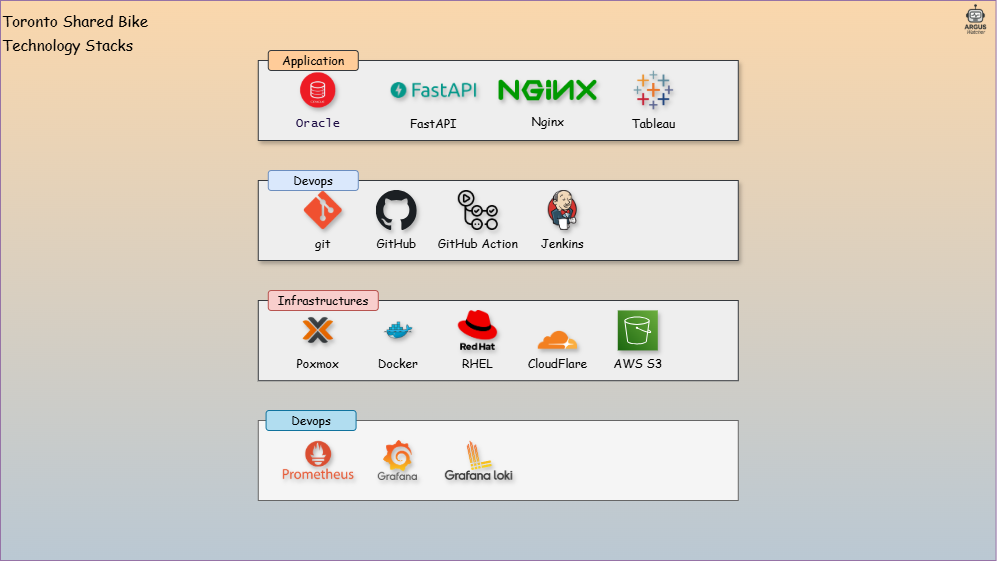 Toronto Shared Bike
Technology Stacks
ARGUS
Watcher
Application
ORACLE
FastAPI
NGINX
Oracle
FastAPI
Nginx
Tableau
Devops
git
GitHub
GitHub Action
Jenkins
Infrastructures
Red Hat
Poxmox
Docker
RHEL
CloudFlare
AWS S3
Devops
Prometheus
Grafana
Grafana loki